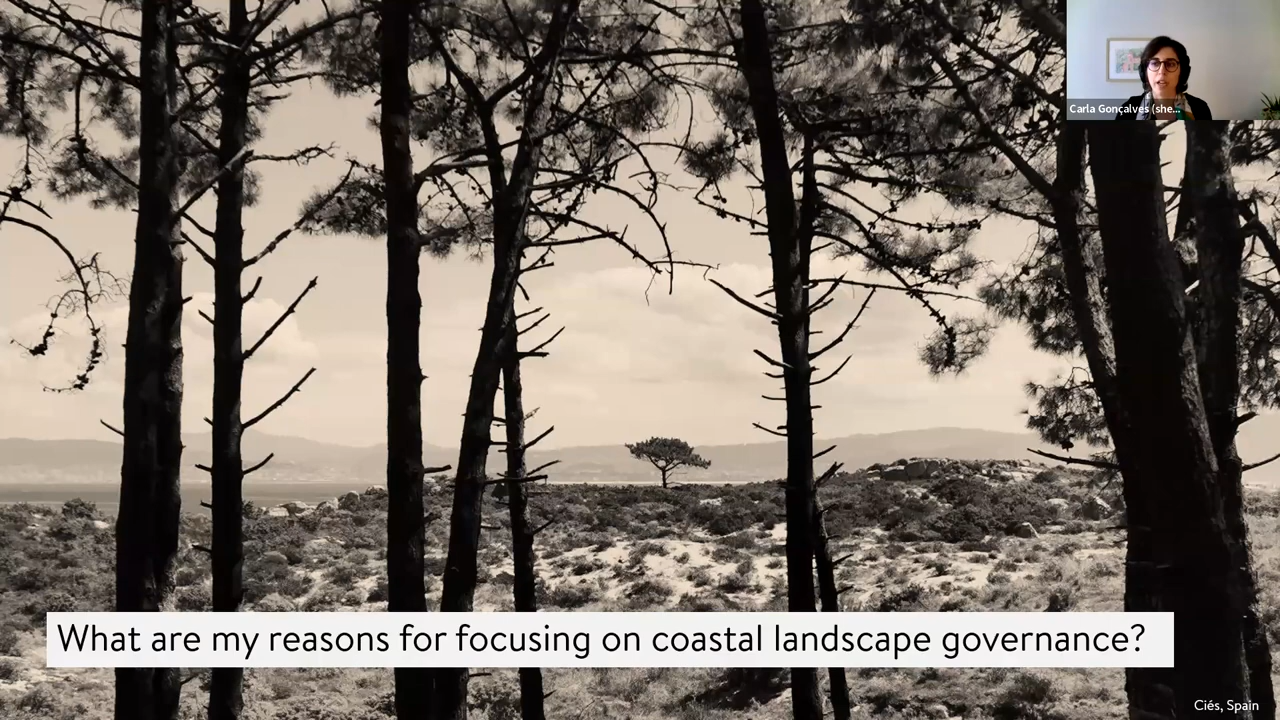 Carla Gonçalves (she...
What are my reasons for focusing on coastal landscape governance?
Ciés, Spain